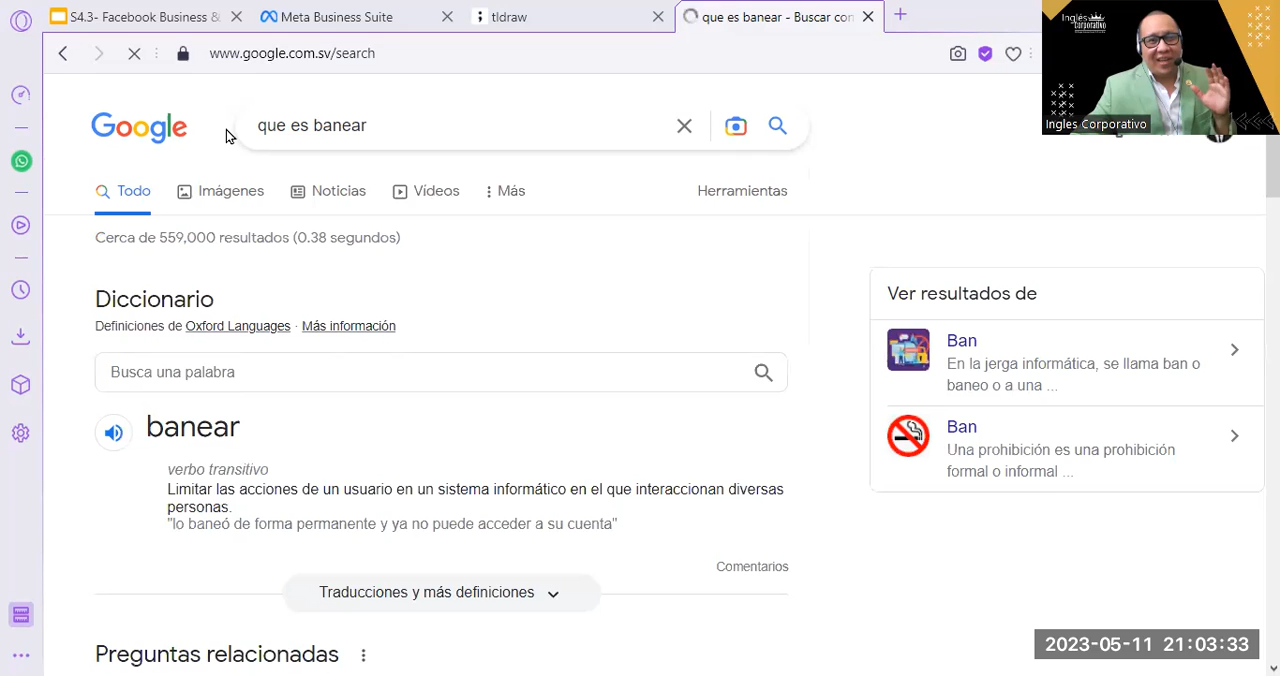 S4.3- Facebook Business &
Meta Business Suite
tldraw
que es banear - Buscar con
www.google.com.sv/search
Inglés
Corporativo
Ingles Corporativo
Google
que es banear
Todo
Imágenes
Noticias
Vídeos
Más
Herramientas
Cerca de 559,000 resultados (0.38 segundos)
Diccionario
Definiciones de Oxford Languages · Más información
Busca una palabra
banear
verbo transitivo
Limitar las acciones de un usuario en un sistema informático en el que interaccionan diversas
personas.
"lo baneó de forma permanente y ya no puede acceder a su cuenta"
Comentarios
Traducciones y más definiciones
Preguntas relacionadas
Ver resultados de
Ban
En la jerga informática, se llama ban o
baneo o a una ...
Ban
Una prohibición es una prohibición
formal o informal ...
2023-05-11 21:03:33